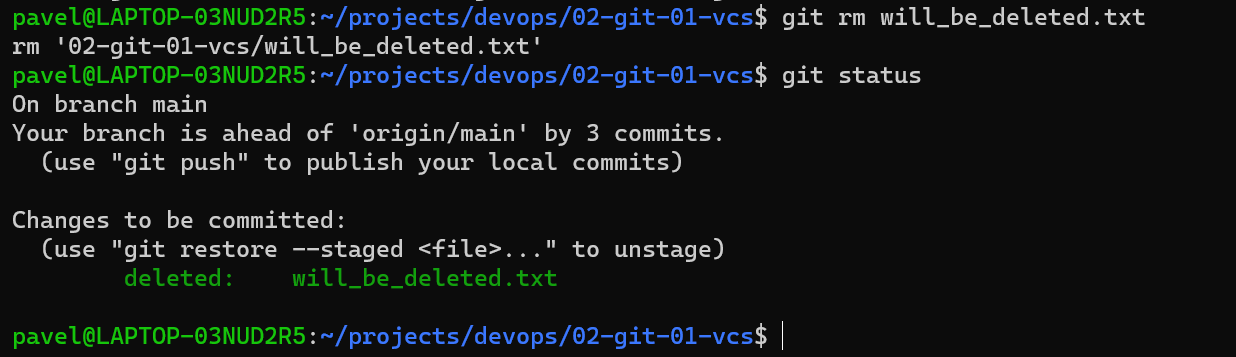 pavel@LAPTOP-03NUD2R5:~/projects/devops/02-git-01-vcs$ git rm will_be_deleted.txt
rm '02-git-01-vcs/will_be_deleted.txt'
pavel@LAPTOP-03NUD2R5:~/projects/devops/02-git-01-vcs$ git status
On branch main
Your branch is ahead of 'origin/main' by 3 commits.
  (use "git push" to publish your local commits)

Changes to be committed:
  (use "git restore --staged <file>..." to unstage)
        deleted:    will_be_deleted.txt

pavel@LAPTOP-03NUD2R5:~/projects/devops/02-git-01-vcs$